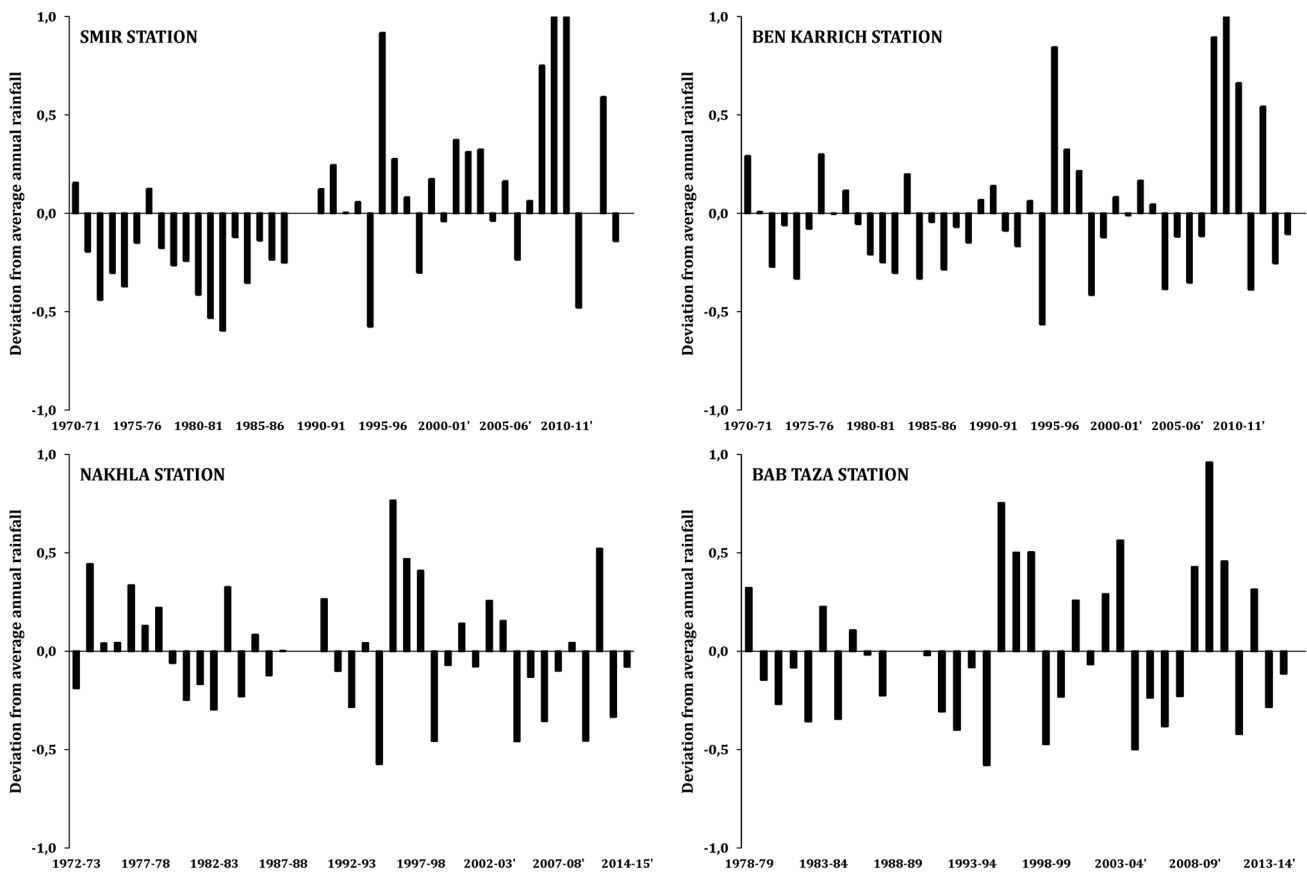 SMIR STATION
Deviation from average annual rainfall
1,0
0,5
0,0
-0,5
-1,0
1970-71 1975-76 1980-81 1985-86 1990-91 1995-96 2000-01' 2005-06' 2010-11'
BEN KARRICH STATION
Deviation from average annual rainfall
1,0
0,5
0,0
-0,5
-1,0
1970-71 1975-76 1980-81 1985-86 1990-91 1995-96 2000-01' 2005-06' 2010-11'
NAKHLA STATION
Deviation from average annual rainfall
1,0
0,5
0,0
-0,5
-1,0
1972-73 1977-78 1982-83 1987-88 1992-93 1997-98 2002-03' 2007-08' 2014-15'
BAB TAZA STATION
Deviation from average annual rainfall
1,0
0,5
0,0
-0,5
-1,0
1978-79 1983-84 1988-89 1993-94 1998-99 2003-04' 2008-09' 2013-14'